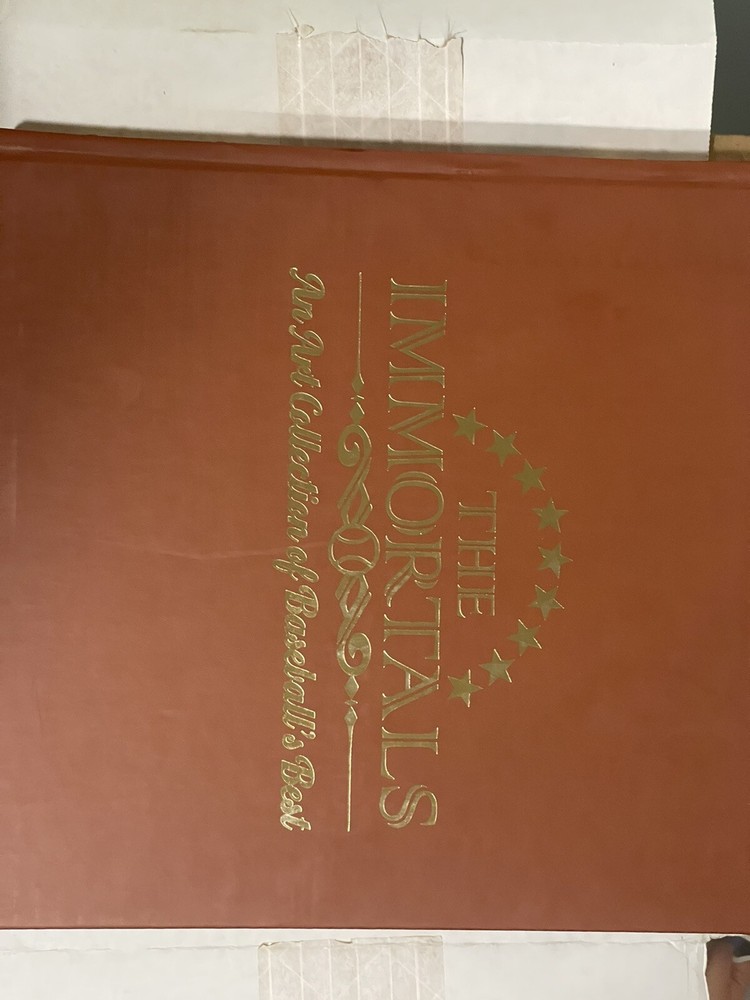 THE
IMMORTALS
An Art Collection of Baseball's Best